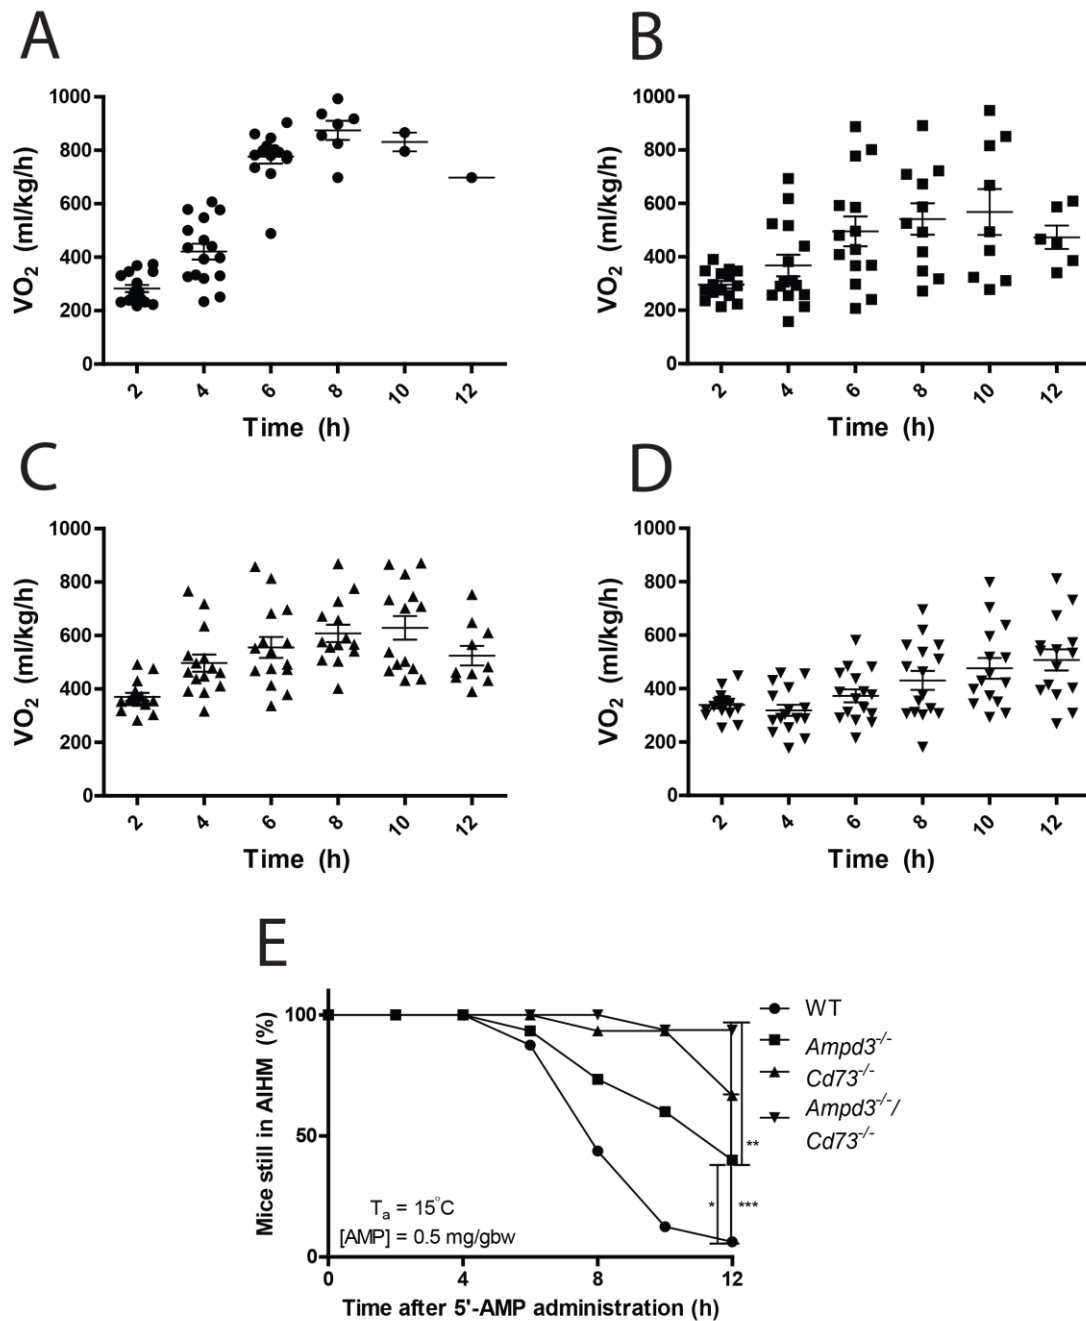 A
B
1000
800
600
400
200
0
VO2 (ml/kg/h)
2
4
6
8
10
12
Time (h)
1000
800
600
400
200
0
VO2 (ml/kg/h)
2
4
6
8
10
12
Time (h)
C
D
1000
800
600
400
200
0
VO2 (ml/kg/h)
2
4
6
8
10
12
Time (h)
1000
800
600
400
200
0
VO2 (ml/kg/h)
2
4
6
8
10
12
Time (h)
E
100
50
0
Mice still in AIHM (%)
WT
Ampd3-/-
Cd73-/-
Ampd3-/-/
Cd73-/-
**
*
***
Ta = 15°C
[AMP] = 0.5 mg/gbw
0
4
8
12
Time after 5'-AMP administration (h)